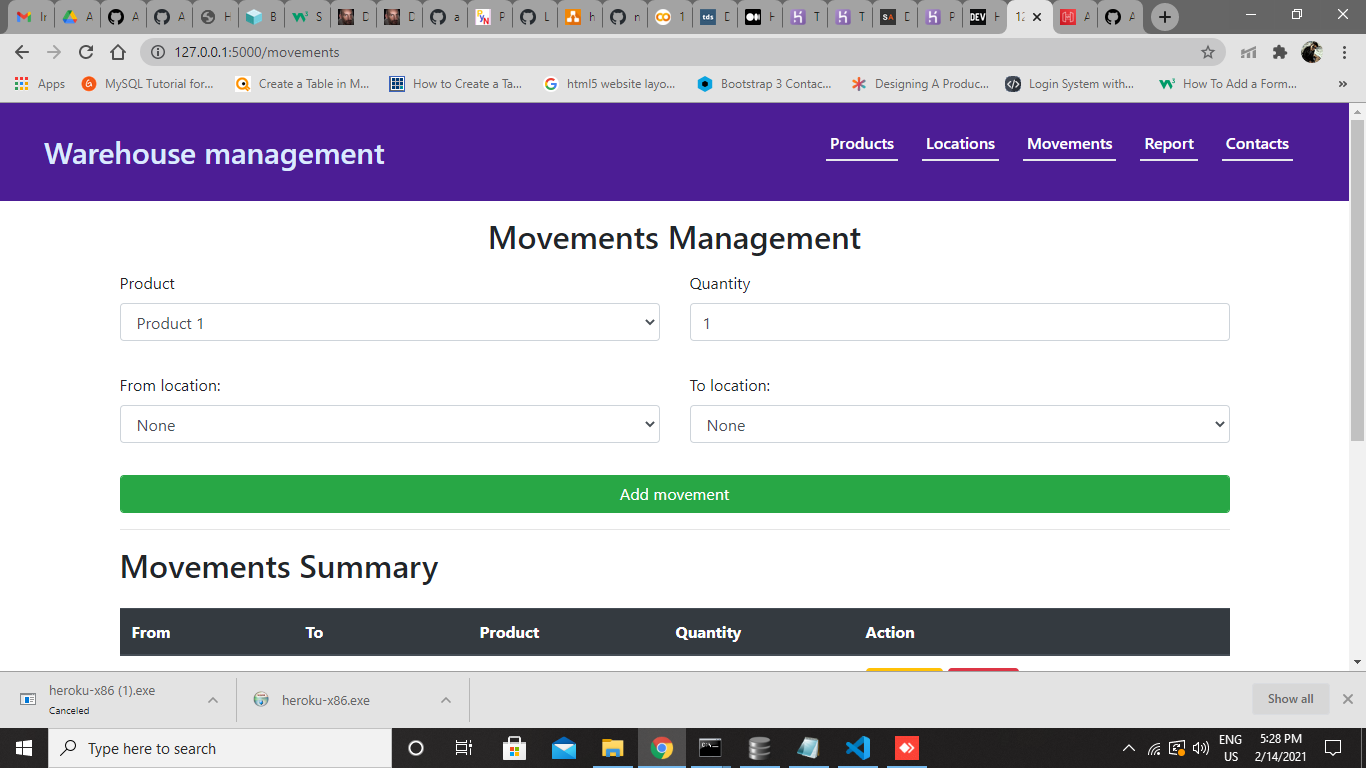 127.0.0.1:5000/movements
Apps MySQL Tutorial for... Create a Table in M... How to Create a Ta... html5 website layo... Bootstrap 3 Contac... Designing A Produc... Login System with... How To Add a Form... »
Warehouse management
Products Locations Movements Report Contacts
Movements Management
Product Quantity
Product 1 1
From location: To location:
None None
Add movement
Movements Summary
From To Product Quantity Action
heroku-x86 (1).exe
Canceled
heroku-x86.exe
Show all
Type here to search
ENG
US
5:28 PM
2/14/2021